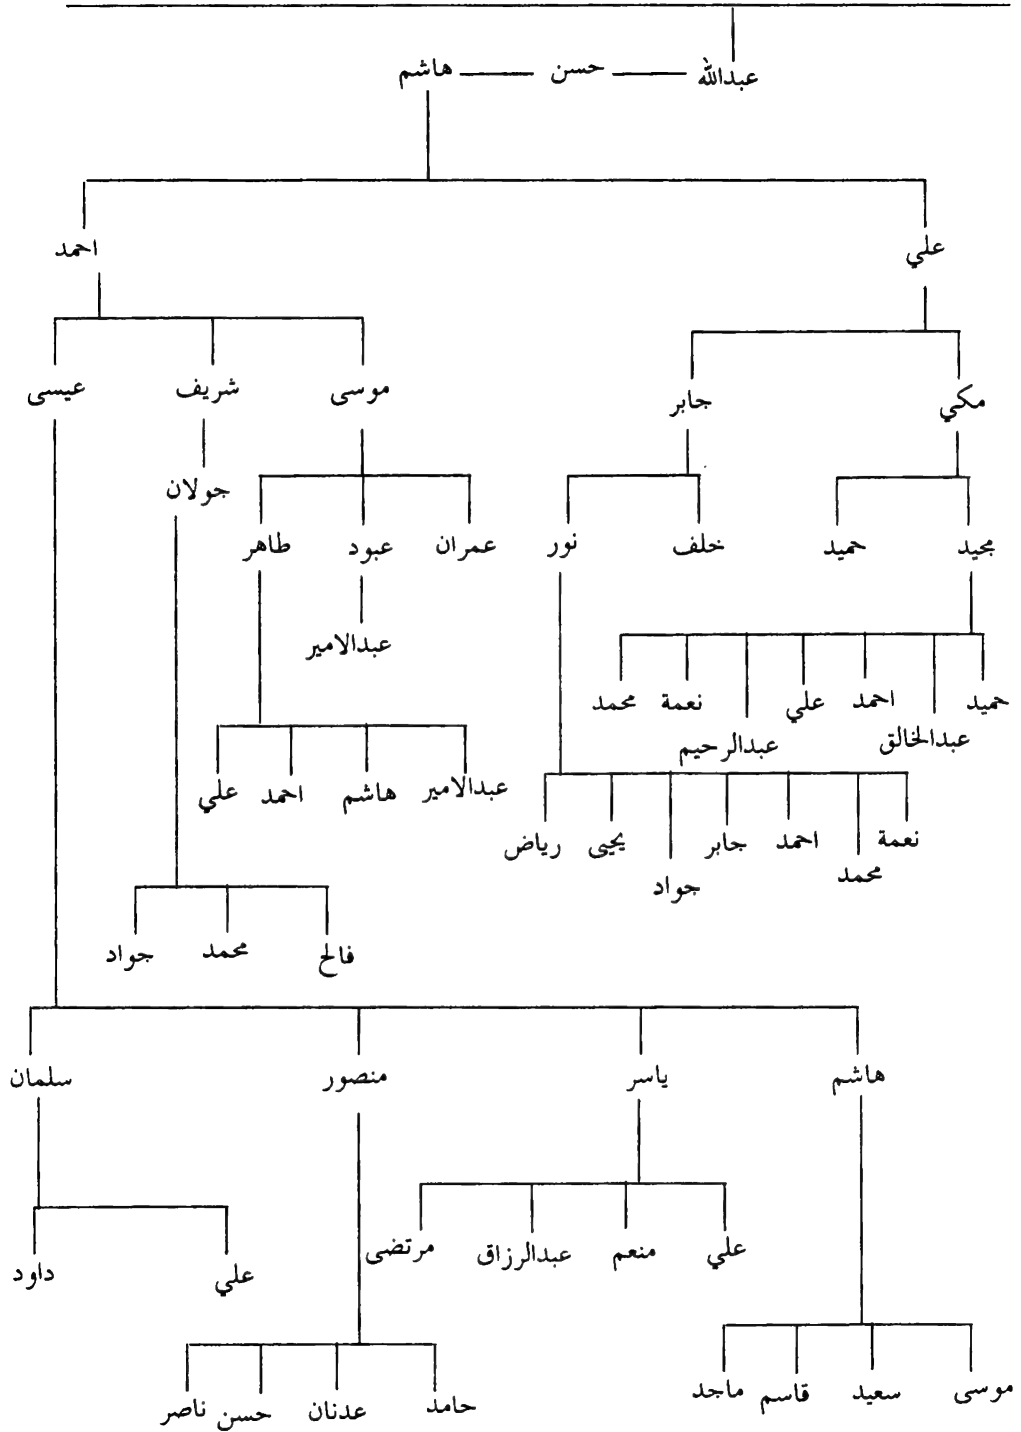 عبدالله حسن هاشم
علي احمد
مكي جابر موسى شريف عيسى
جولان
مجيد حميد خلف نور عمران عبود طاهر
عبدالامير
حميد عبدالخالق احمد علي عبدالرحيم نعمة محمد
عبدالامير هاشم احمد علي
نعمة محمد احمد جابر جواد يحيى رياض
فالح محمد جواد
هاشم ياسر منصور سلمان
علي منعم عبدالرزاق مرتضى
علي داود
موسى سعيد قاسم ماجد
حامد عدنان حسن ناصر